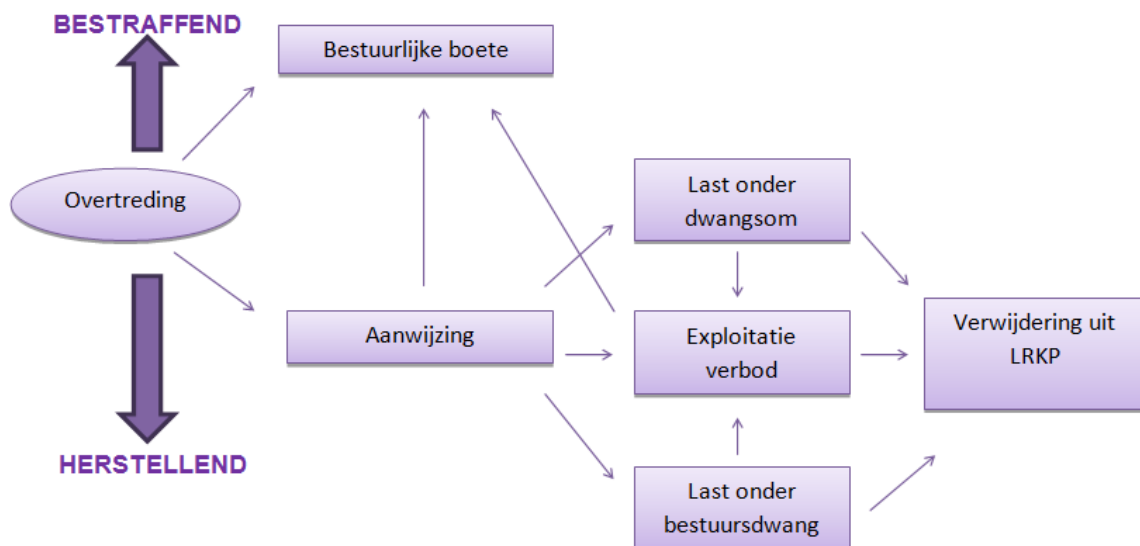 BESTRAFFEND
Bestuurlijke boete
Overtreding
Last onder
dwangsom
Aanwijzing
Exploitatie
verbod
Verwijdering uit
LRKP
HERSTELLEND
Last onder
bestuursdwang